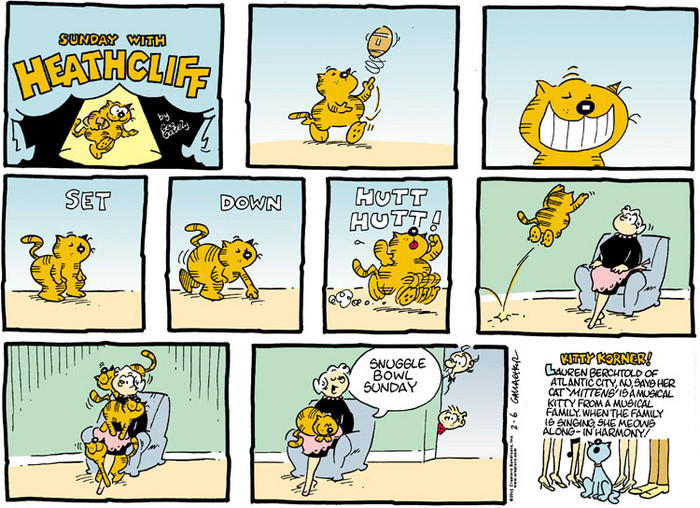 SUNDAY WITH
HEATHCLIFF
by
SET
DOWN
HUTT
HUTT!
SNUGGLE
BOWL
SUNDAY
2-6 GALLAGHER
KITTY KORNER!
LAUREN BERCHTOLD OF
ATLANTIC CITY, NJ, SAYS HER
CAT "MITTENS" IS A MUSICAL
KITTY FROM A MUSICAL
FAMILY. WHEN THE FAMILY
IS SINGING, SHE MEOWS
ALONG-IN HARMONY!